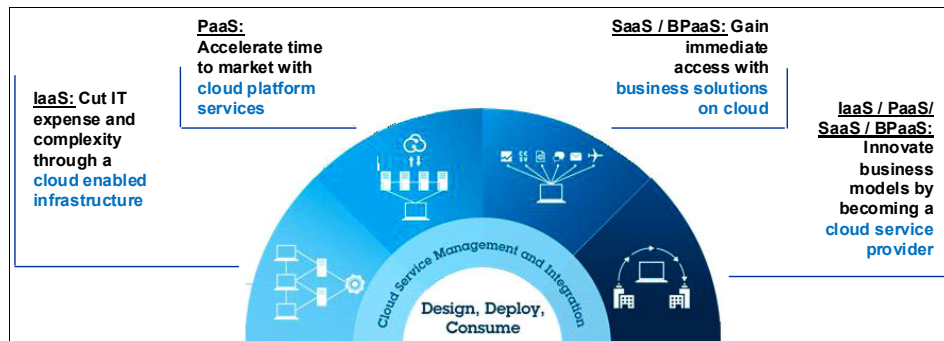 IaaS: Cut IT
expense and
complexity
through a
cloud enabled
infrastructure
PaaS:
Accelerate time
to market with
cloud platform
services
SaaS / BPaaS: Gain
immediate
access with
business solutions
on cloud
IaaS / PaaS/
SaaS / BPaaS:
Innovate
business
models by
becoming a
cloud service
provider
Cloud Service Management and Integration
Design, Deploy,
Consume